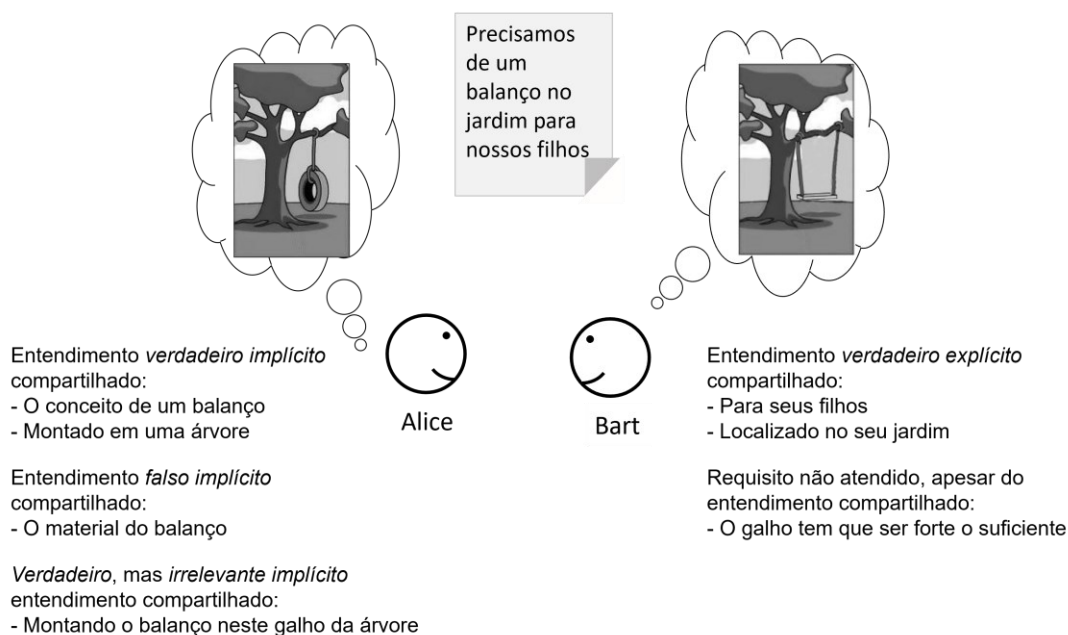 Precisamos
de um
balanço no
jardim para
nossos filhos
Alice
Bart
Entendimento verdadeiro implícito
compartilhado:
- O conceito de um balanço
- Montado em uma árvore
Entendimento falso implícito
compartilhado:
- O material do balanço
Verdadeiro, mas irrelevante implícito
entendimento compartilhado:
- Montando o balanço neste galho da árvore
Entendimento verdadeiro explícito
compartilhado:
- Para seus filhos
- Localizado no seu jardim
Requisito não atendido, apesar do
entendimento compartilhado:
- O galho tem que ser forte o suficiente